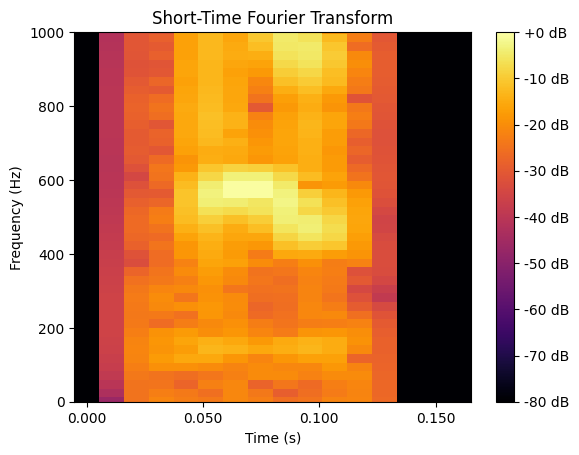 Short-Time Fourier Transform
Frequency (Hz)
1000
800
600
400
200
0
0.000
0.050
0.100
0.150
Time (s)
+0 dB
-10 dB
-20 dB
-30 dB
-40 dB
-50 dB
-60 dB
-70 dB
-80 dB